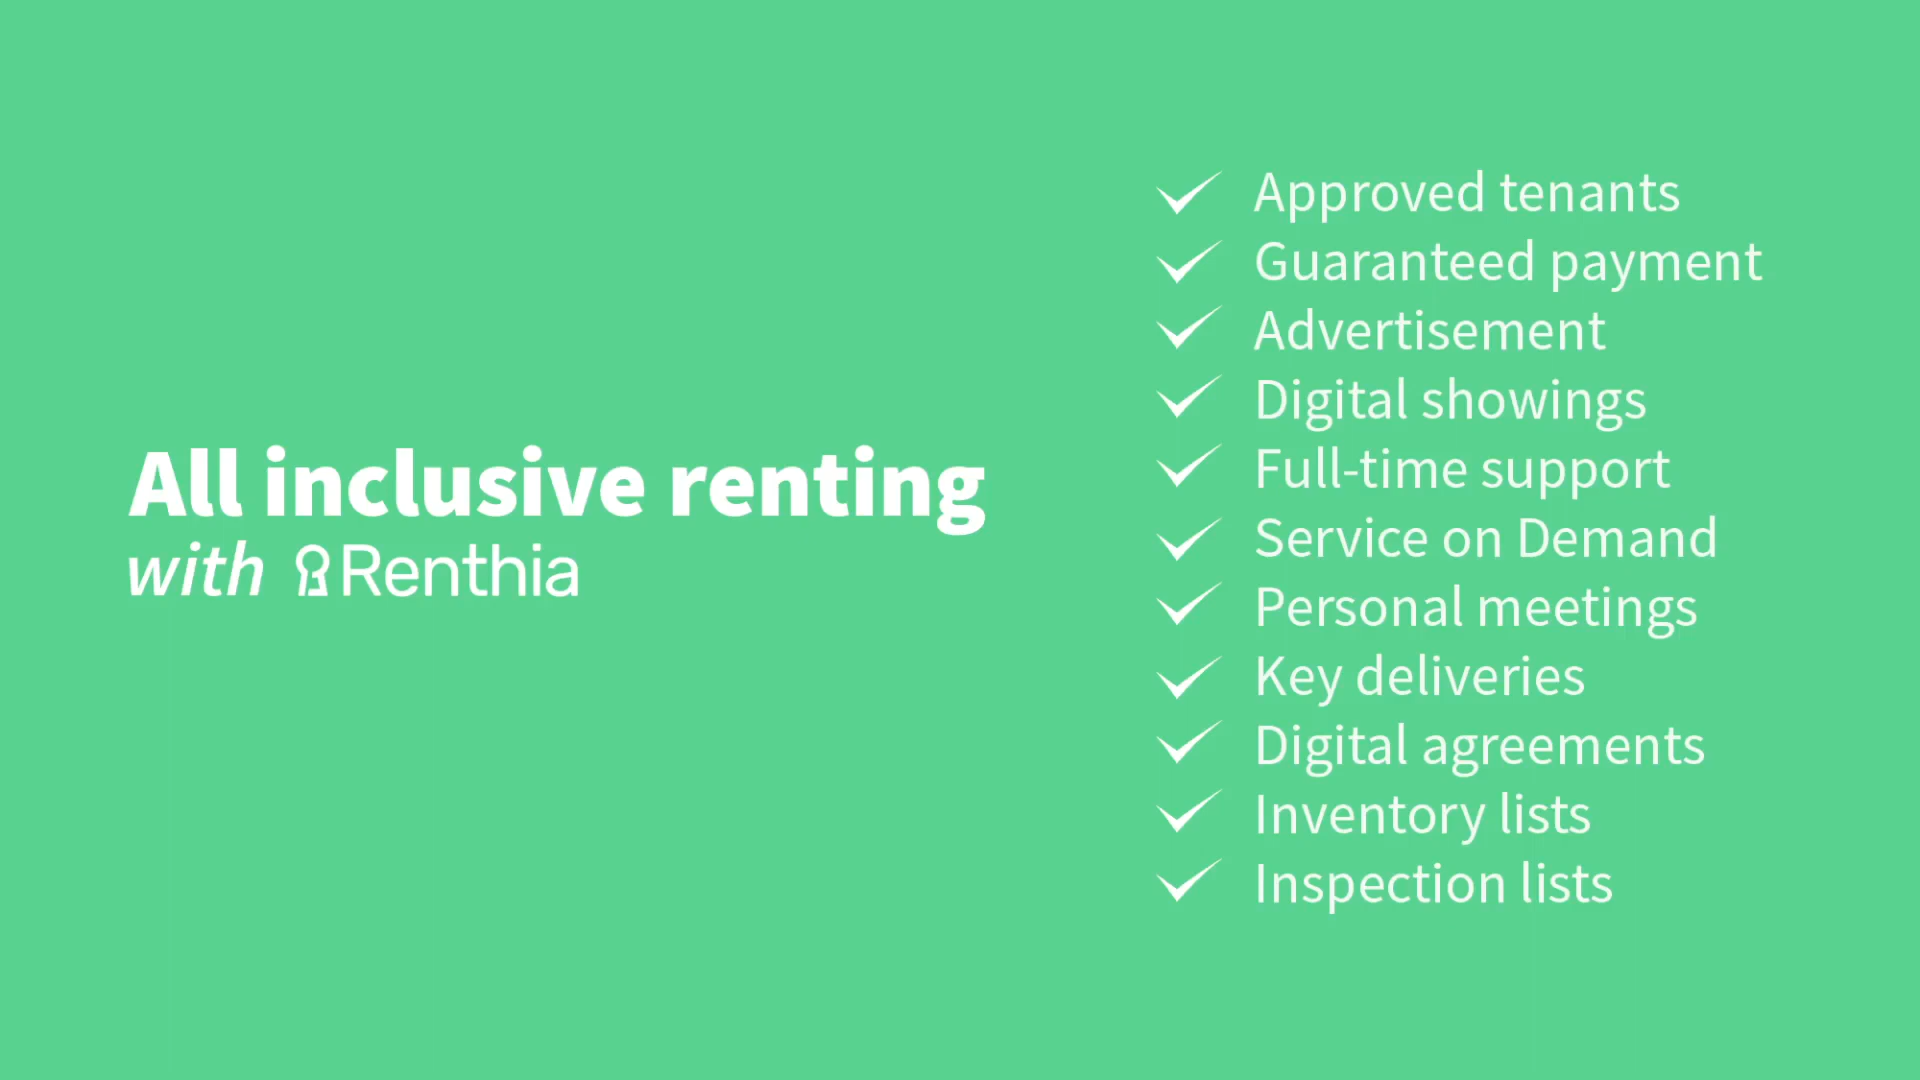 All inclusive renting
with Renthia
Approved tenants
Guaranteed payment
Advertisement
Digital showings
Full-time support
Service on Demand
Personal meetings
Key deliveries
Digital agreements
Inventory lists
Inspection lists